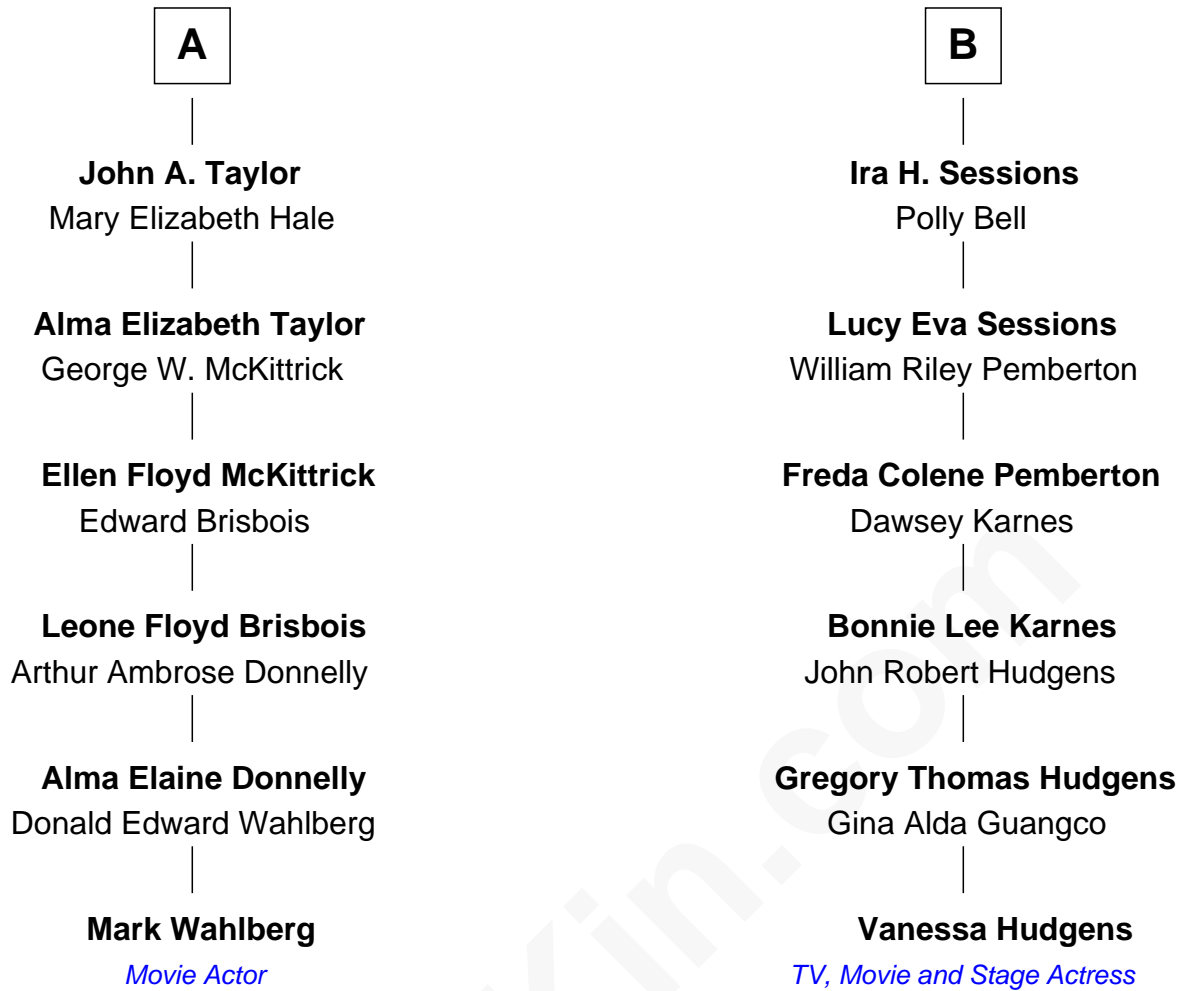 A
B
John A. Taylor
Mary Elizabeth Hale
Ira H. Sessions
Polly Bell
Alma Elizabeth Taylor
George W. McKittrick
Lucy Eva Sessions
William Riley Pemberton
Ellen Floyd McKittrick
Edward Brisbois
Freda Colene Pemberton
Dawsey Karnes
Leone Floyd Brisbois
Arthur Ambrose Donnelly
Bonnie Lee Karnes
John Robert Hudgens
Alma Elaine Donnelly
Donald Edward Wahlberg
Gregory Thomas Hudgens
Gina Alda Guangco
Mark Wahlberg
Movie Actor
Vanessa Hudgens
TV, Movie and Stage Actress